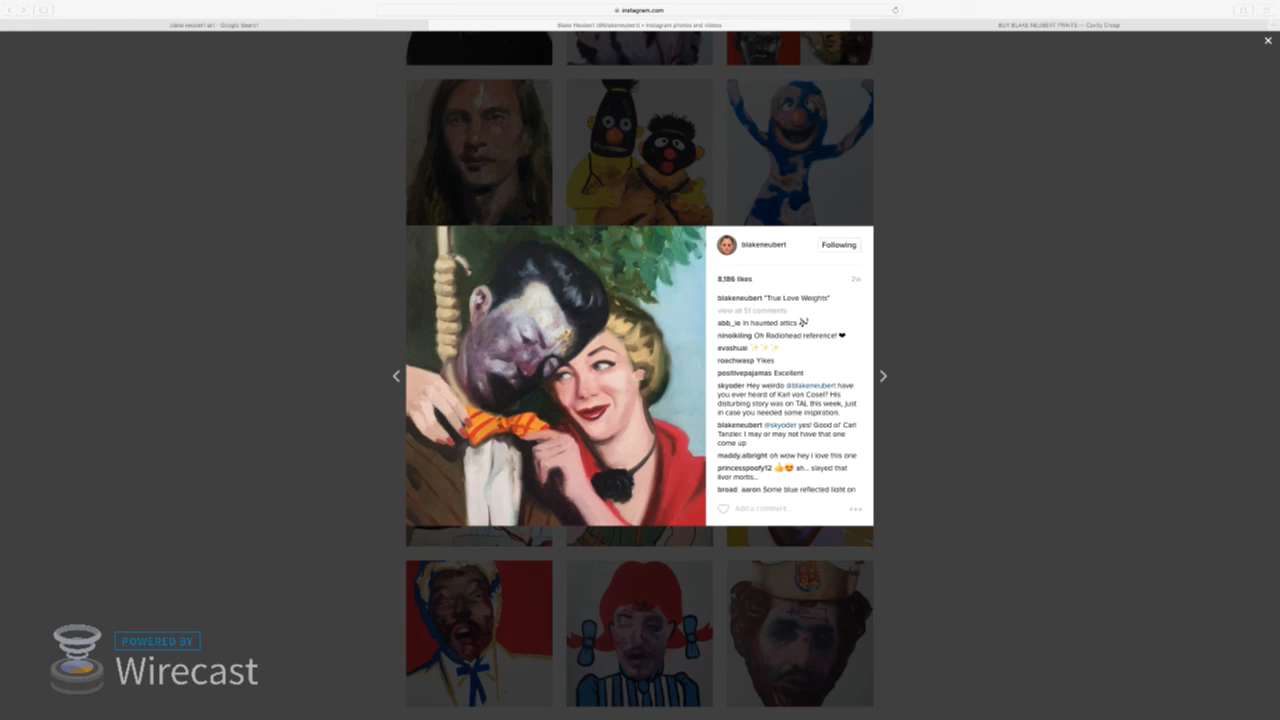 instagram.com
blake neubert art - Google Search
Blake Neubert (@blakeneubert) • Instagram photos and videos
BUY BLAKE NEUBERT PRINTS — Cavity Creep
blakeneubert
Following
8,186 likes
2w
blakeneubert "True Love Weights"
view all 51 comments
abb_ie In haunted attics 🎶
ninoikiling Oh Radiohead reference! ❤
evashuai ✨✨✨
roachwasp Yikes
positivepajamas Excellent
skyoder Hey weirdo @blakeneubert have
you ever heard of Karl von Cosel? His
disturbing story was on TAL this week, just
in case you needed some inspiration.
blakeneubert @skyoder yes! Good ol' Carl
Tanzler. I may or may not have that one
come up
maddy.albright oh wow hey i love this one
princesspoofy12 👍😍 ah... slayed that
livor mortis...
broad_aaron Some blue reflected light on
Add a comment...
POWERED BY
Wirecast